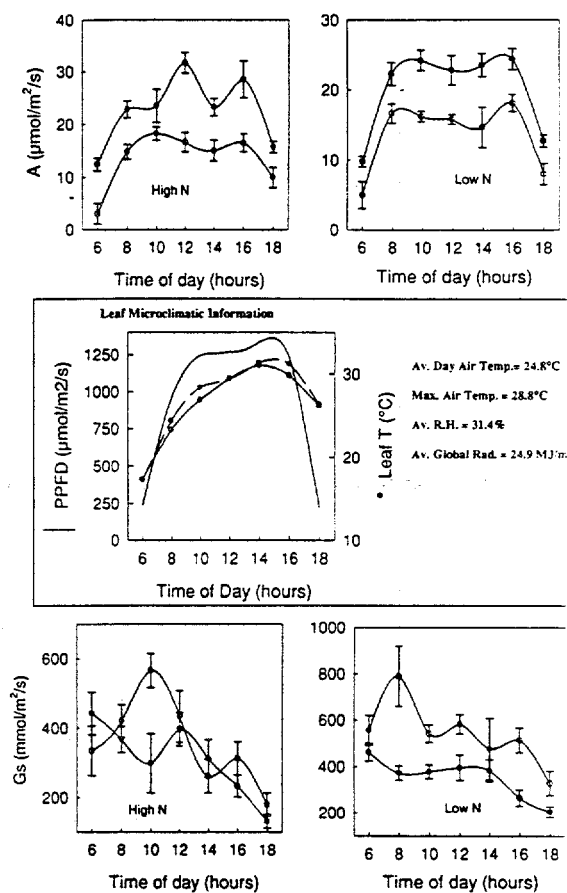 A (μmol/m²/s)
40
30
20
10
0
High N
6 8 10 12 14 16 18
Time of day (hours)
30
20
10
0
Low N
6 8 10 12 14 16 18
Time of day (hours)
Leaf Microclimatic Information
PPFD (μmol/m2/s)
1250
1000
750
500
250
0
30
20
10
Leaf T (°C)
6 8 10 12 14 16 18
Time of Day (hours)
Av. Day Air Temp.= 24.8°C
Max. Air Temp. = 28.8°C
Av. R.H. = 31.4%
Av. Global Rad. = 24.9 MJ/m
Gs (mmol/m²/s)
600
400
200
High N
6 8 10 12 14 16 18
Time of day (hours)
1000
800
600
400
200
Low N
6 8 10 12 14 16 18
Time of day (hours)